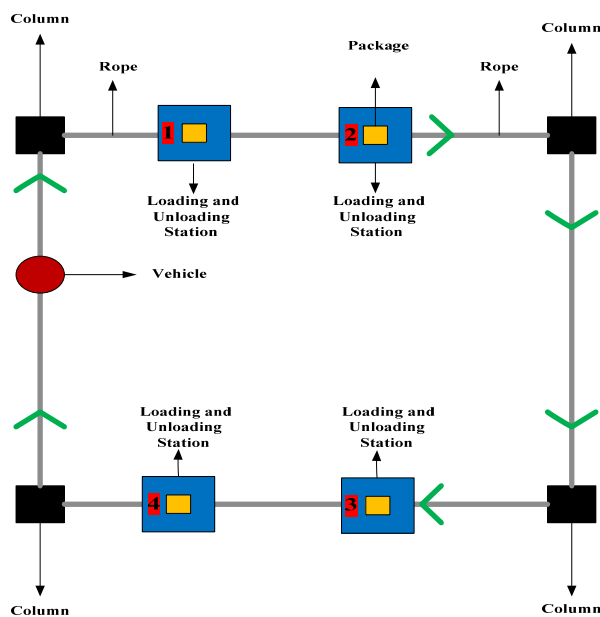 Column
Column
Package
Rope
Rope
1
2
Loading and
Unloading
Station
Loading and
Unloading
Station
Vehicle
Loading and
Unloading
Station
Loading and
Unloading
Station
4
3
Column
Column